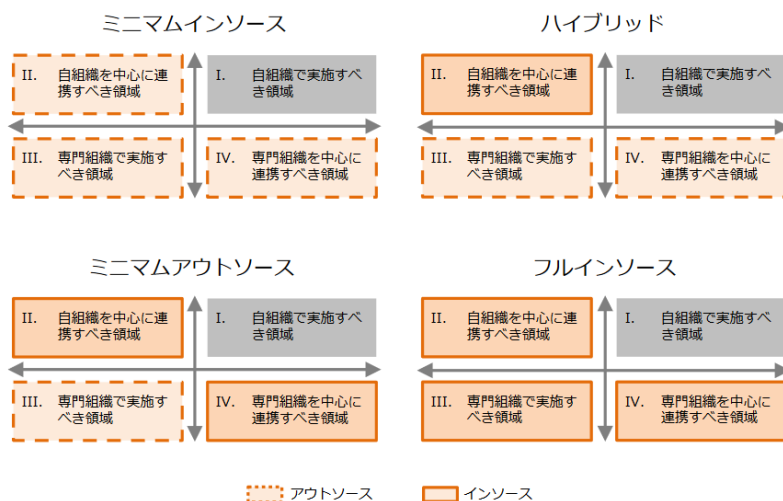 ミニマムインソース
II. 自組織を中心に連
携すべき領域
I. 自組織で実施すべ
き領域
III. 専門組織で実施す
べき領域
IV. 専門組織を中心に
連携すべき領域
ハイブリッド
II. 自組織を中心に連
携すべき領域
I. 自組織で実施すべ
き領域
III. 専門組織で実施す
べき領域
IV. 専門組織を中心に
連携すべき領域
ミニマムアウトソース
II. 自組織を中心に連
携すべき領域
I. 自組織で実施すべ
き領域
III. 専門組織で実施す
べき領域
IV. 専門組織を中心に
連携すべき領域
フルインソース
II. 自組織を中心に連
携すべき領域
I. 自組織で実施すべ
き領域
III. 専門組織で実施す
べき領域
IV. 専門組織を中心に
連携すべき領域
アウトソース
インソース